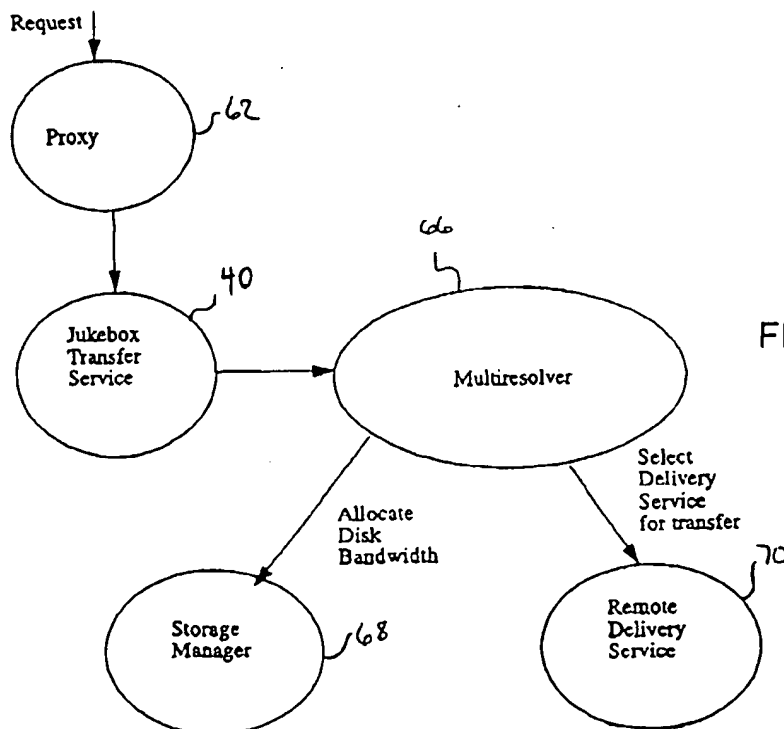 Request
Proxy
62
Jukebox
Transfer
Service
40
66
Multiresolver
Allocate
Disk
Bandwidth
Select
Delivery
Service
for transfer
Storage
Manager
68
Remote
Delivery
Service
70